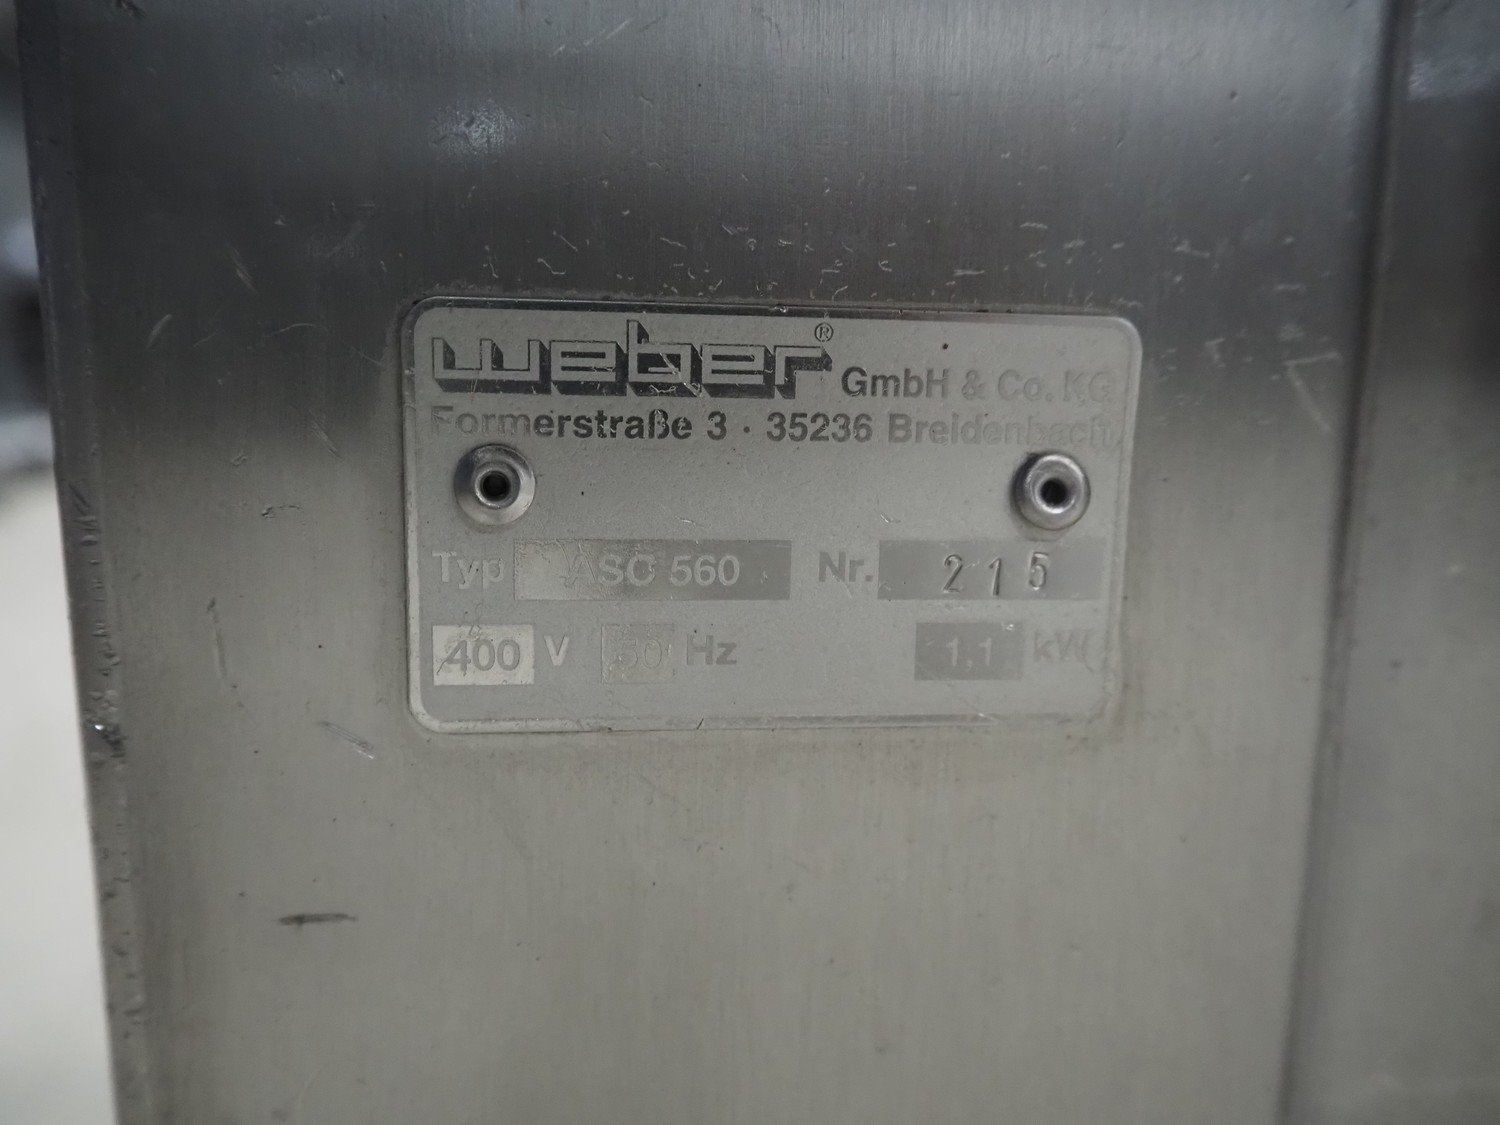 weber® GmbH & Co. KG
Formerstraße 3 · 35236 Breidenbach
Typ ASC 560 Nr. 215
400 V 50 Hz 1,1 kW